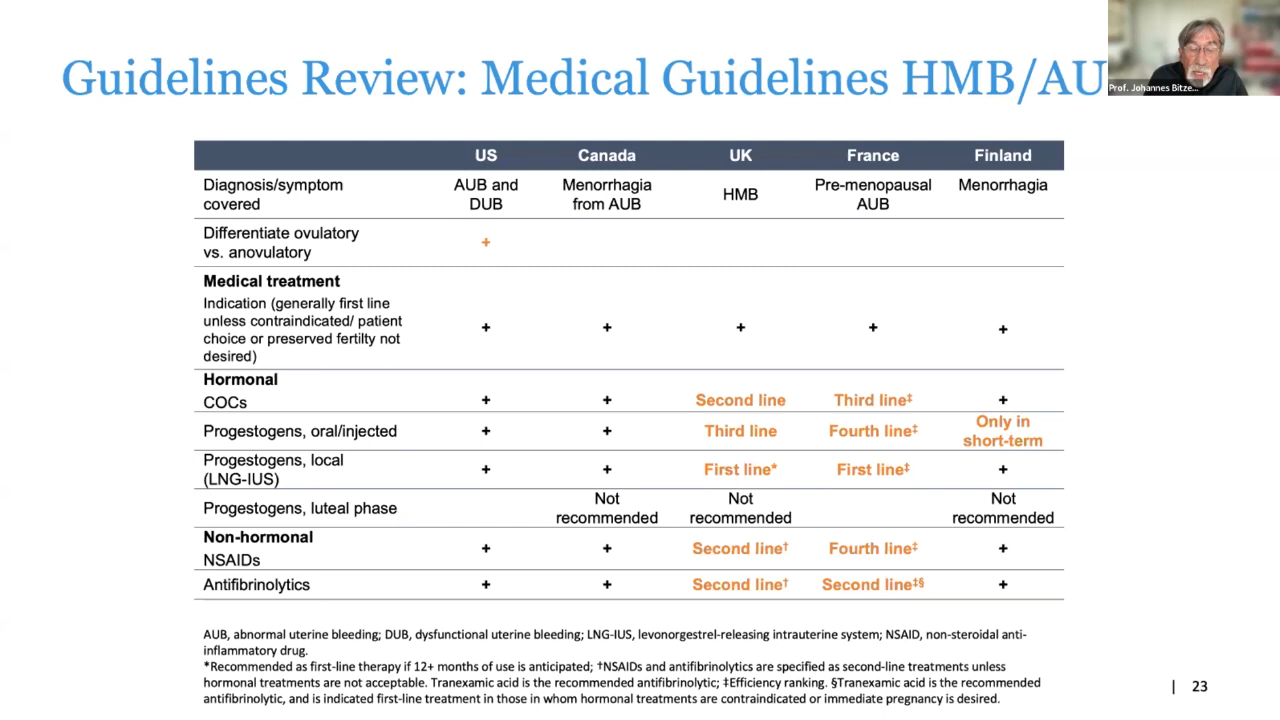 Guidelines Review: Medical Guidelines HMB/AU
Prof. Johannes Bitze...
US Canada UK France Finland
Diagnosis/symptom covered AUB and DUB Menorrhagia from AUB HMB Pre-menopausal AUB Menorrhagia
Differentiate ovulatory vs. anovulatory +
Medical treatment
Indication (generally first line unless contraindicated/ patient choice or preserved fertilty not desired) + + + + +
Hormonal
COCs + + Second line Third line‡ +
Progestogens, oral/injected + + Third line Fourth line‡ Only in short-term
Progestogens, local (LNG-IUS) + + First line* First line‡ +
Progestogens, luteal phase Not recommended Not recommended Not recommended
Non-hormonal
NSAIDs + + Second line† Fourth line‡ +
Antifibrinolytics + + Second line† Second line‡§ +
AUB, abnormal uterine bleeding; DUB, dysfunctional uterine bleeding; LNG-IUS, levonorgestrel-releasing intrauterine system; NSAID, non-steroidal anti-
inflammatory drug.
*Recommended as first-line therapy if 12+ months of use is anticipated; †NSAIDs and antifibrinolytics are specified as second-line treatments unless
hormonal treatments are not acceptable. Tranexamic acid is the recommended antifibrinolytic; ‡Efficiency ranking. §Tranexamic acid is the recommended
antifibrinolytic, and is indicated first-line treatment in those in whom hormonal treatments are contraindicated or immediate pregnancy is desired.
| 23